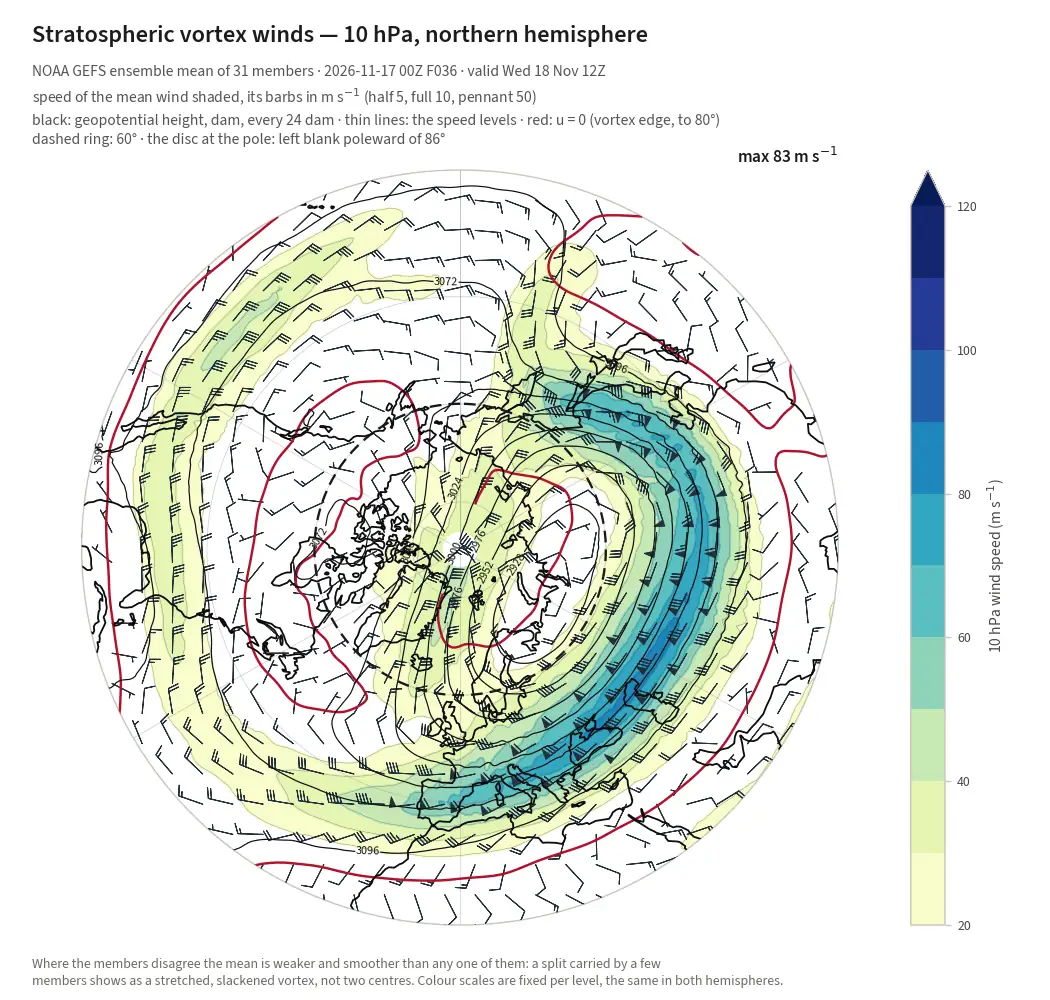 Stratospheric vortex winds — 10 hPa, northern hemisphere
NOAA GEFS ensemble mean of 31 members · 2026-11-17 00Z F036 · valid Wed 18 Nov 12Z
speed of the mean wind shaded, its barbs in m s−1 (half 5, full 10, pennant 50)
black: geopotential height, dam, every 24 dam · thin lines: the speed levels · red: u = 0 (vortex edge, to 80°)
dashed ring: 60° · the disc at the pole: left blank poleward of 86°
max 83 m s−1
120
100
80
60
40
20
10 hPa wind speed (m s−1)
3072
3096
3024
2952
3096
Where the members disagree the mean is weaker and smoother than any one of them: a split carried by a few
members shows as a stretched, slackened vortex, not two centres. Colour scales are fixed per level, the same in both hemispheres.